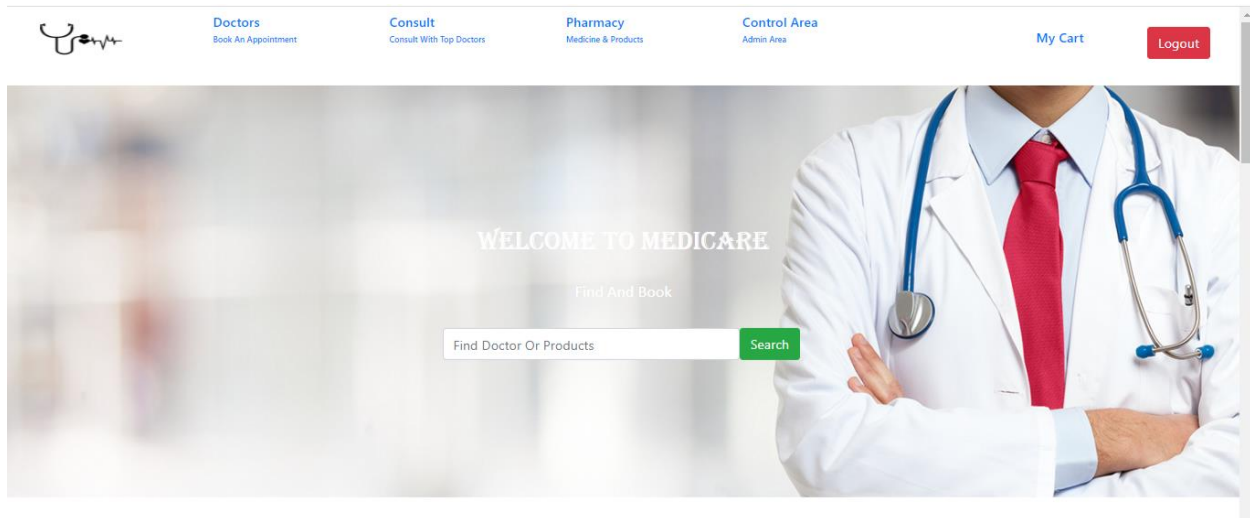 Doctors
Book An Appointment
Consult
Consult With Top Doctors
Pharmacy
Medicine & Products
Control Area
Admin Area
My Cart
Logout
WELCOME TO MEDICARE
Find And Book
Find Doctor Or Products
Search